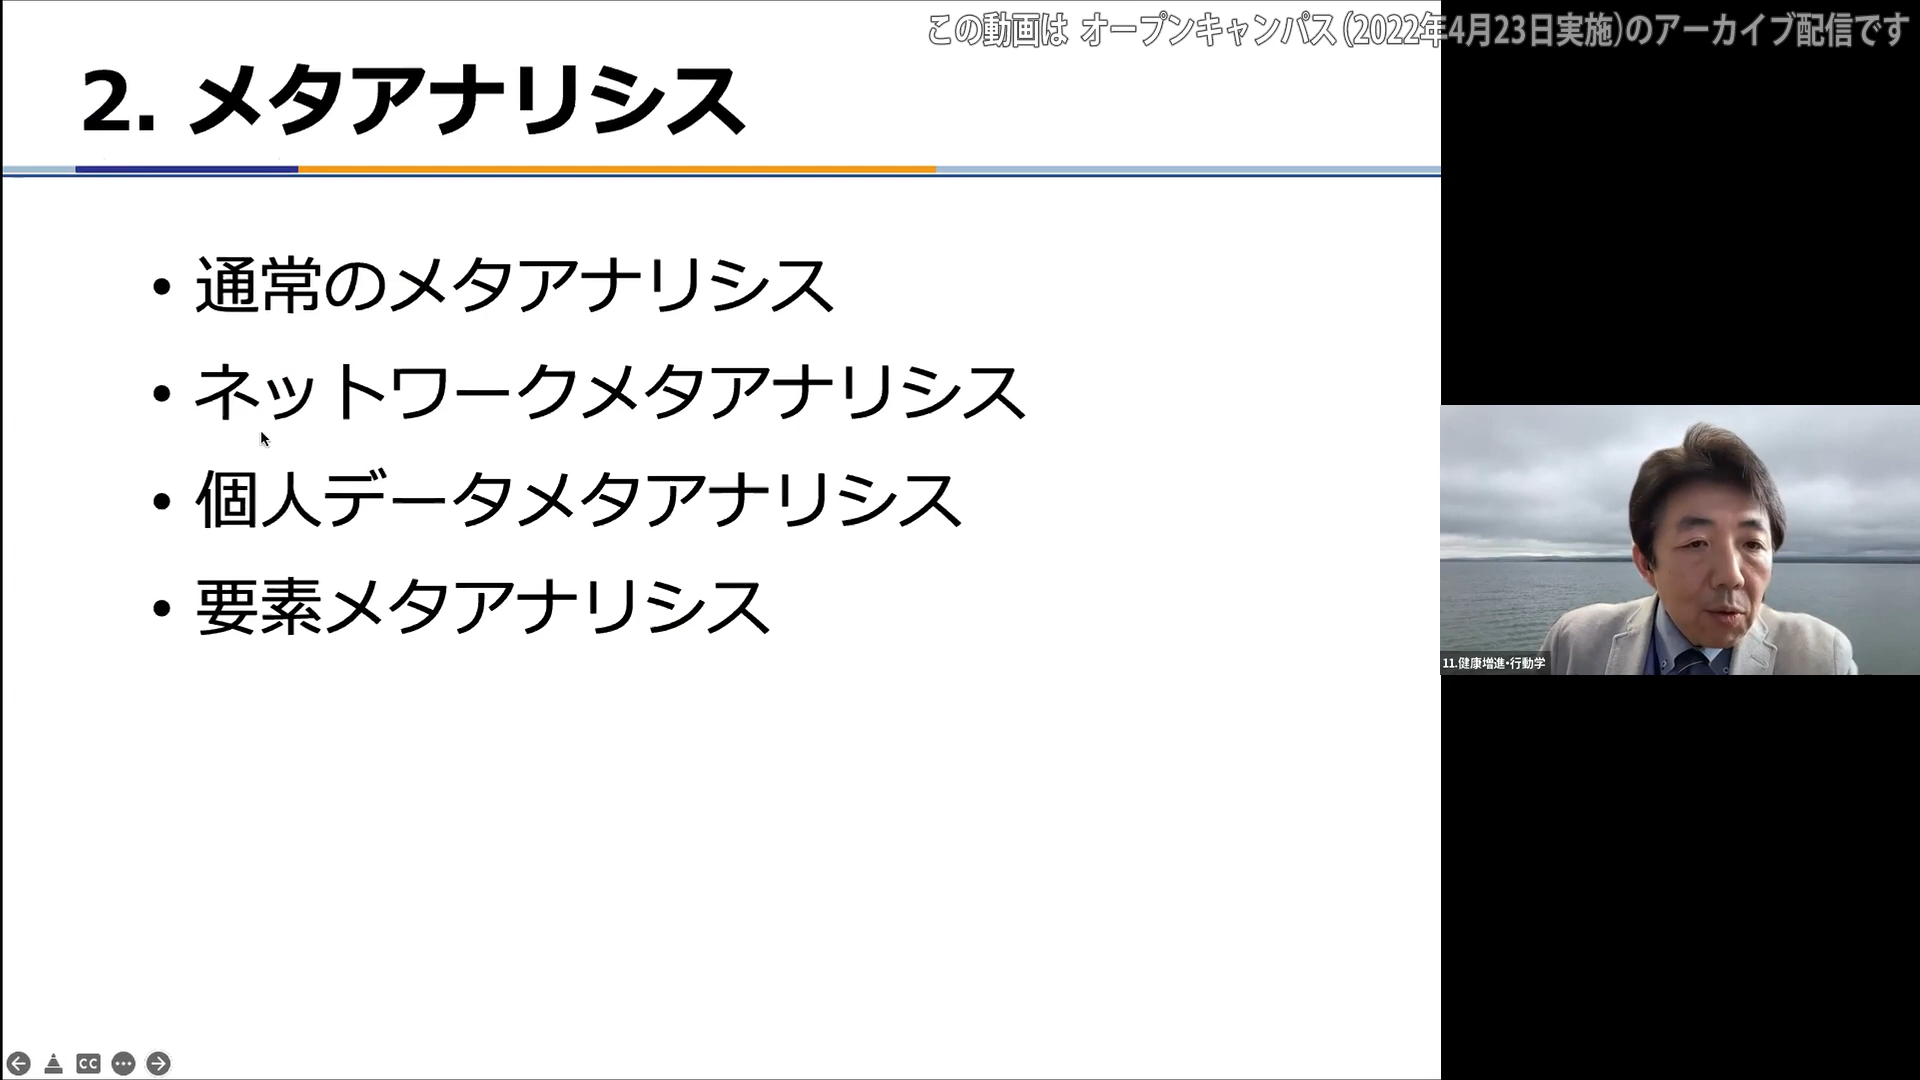 この動画は オープンキャンパス（2022年4月23日実施）のアーカイブ配信です
2. メタアナリシス
• 通常のメタアナリシス
• ネットワークメタアナリシス
• 個人データメタアナリシス
• 要素メタアナリシス
11.健康増進・行動学
CC